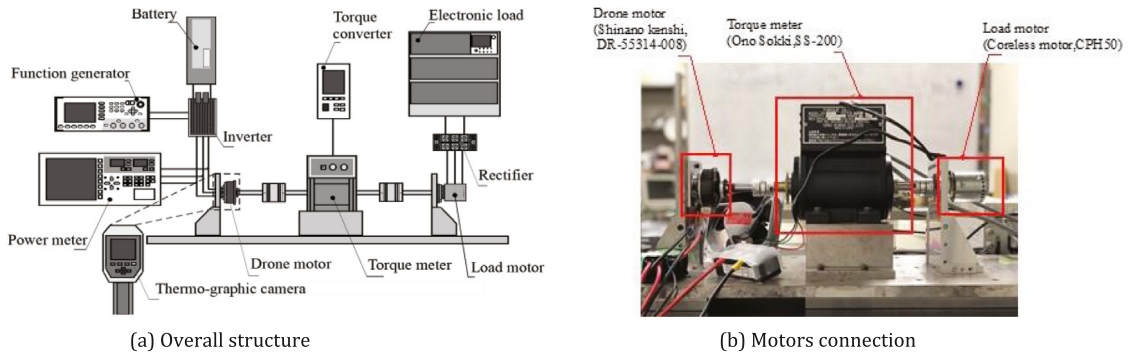 Battery
Torque
converter
Electronic load
Function generator
Inverter
Rectifier
Power meter
Drone motor
Torque meter
Load motor
Thermo-graphic camera
(a) Overall structure
Drone motor
(Shinano kenshi,
DR-55314-008)
Torque meter
(Ono Sokki,SS-200)
Load motor
(Coreless motor,CPH50)
(b) Motors connection